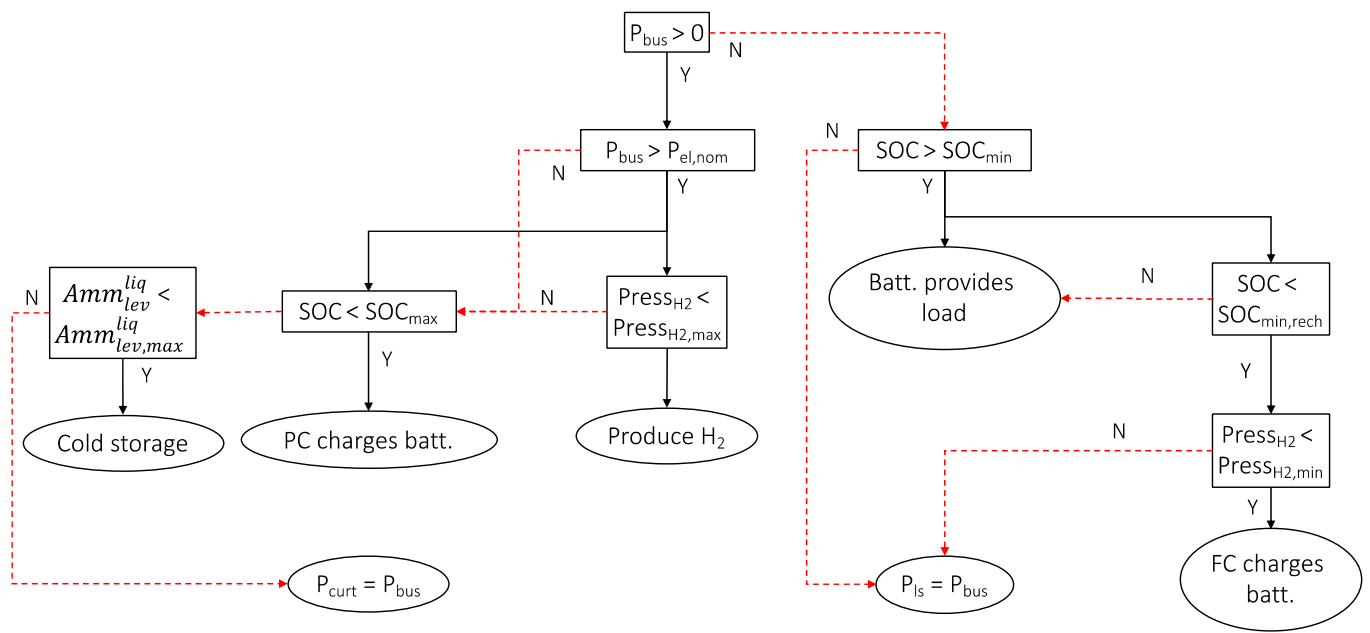 P_bus > 0
N
Y
P_bus > P_el,nom
N
Y
N
SOC > SOC_min
Y
Amm_lev^liq <
Amm_lev,max^liq
N
Y
SOC < SOC_max
Y
N
Press_H2 <
Press_H2,max
Batt. provides
load
N
SOC <
SOC_min,rech
Y
Cold storage
PC charges batt.
Produce H_2
N
Press_H2 <
Press_H2,min
Y
P_curt = P_bus
P_ls = P_bus
FC charges
batt.